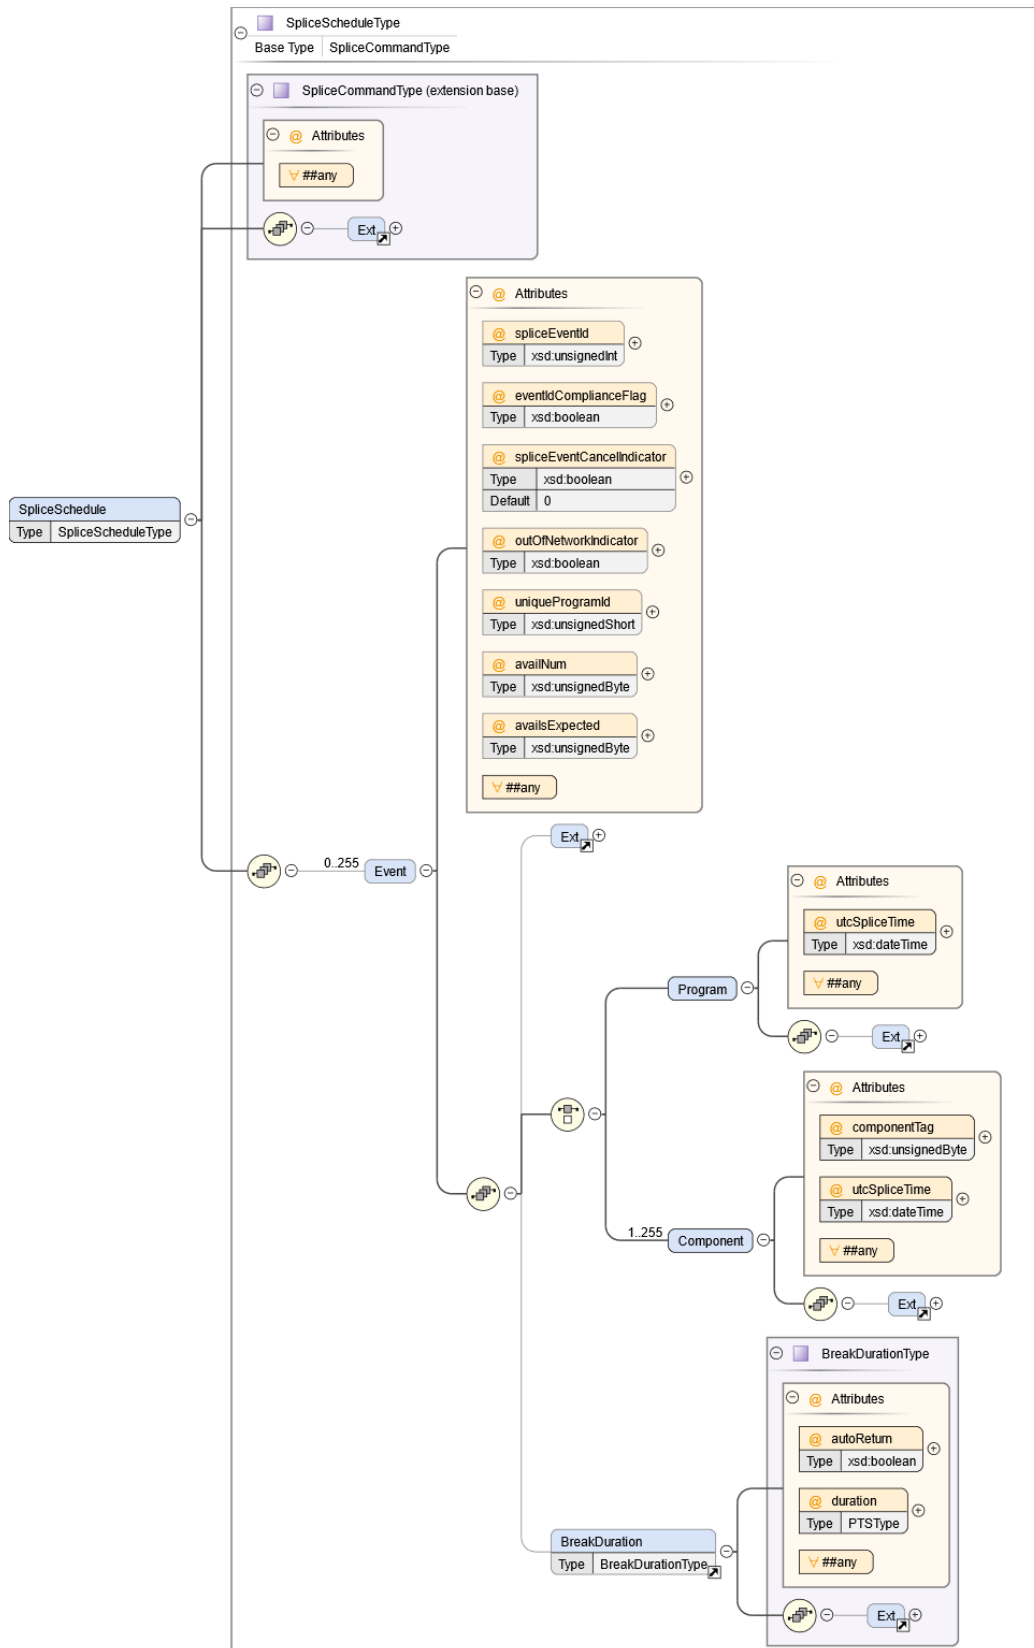 SpliceScheduleType
Base Type SpliceCommandType
SpliceCommandType (extension base)
@ Attributes
∀ ##any
Ext
@ Attributes
@ spliceEventId
Type xsd:unsignedInt
@ eventIdComplianceFlag
Type xsd:boolean
@ spliceEventCancelIndicator
Type xsd:boolean
Default 0
SpliceSchedule
Type SpliceScheduleType
@ outOfNetworkIndicator
Type xsd:boolean
@ uniqueProgramId
Type xsd:unsignedShort
@ availNum
Type xsd:unsignedByte
@ availsExpected
Type xsd:unsignedByte
∀ ##any
Ext
0..255
Event
@ Attributes
@ utcSpliceTime
Type xsd:dateTime
∀ ##any
Program
Ext
@ Attributes
@ componentTag
Type xsd:unsignedByte
@ utcSpliceTime
Type xsd:dateTime
1..255
Component
∀ ##any
Ext
BreakDurationType
@ Attributes
@ autoReturn
Type xsd:boolean
@ duration
Type PTSType
BreakDuration
Type BreakDurationType
∀ ##any
Ext